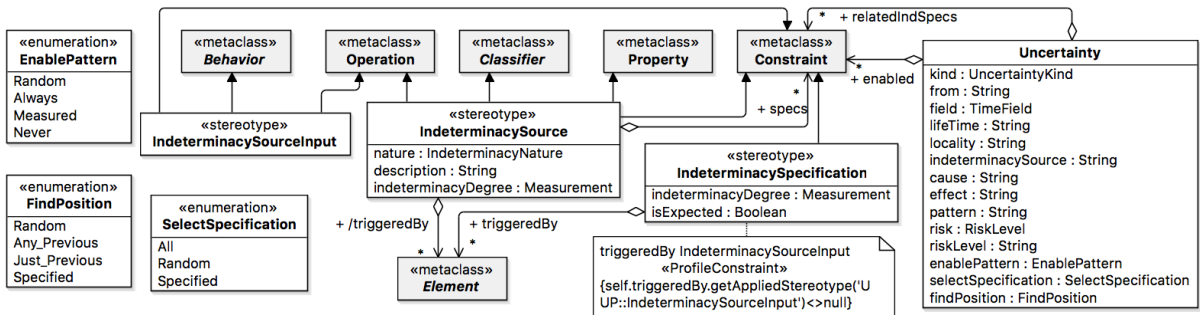 «enumeration»
EnablePattern
Random
Always
Measured
Never
«metaclass»
Behavior
«metaclass»
Operation
«metaclass»
Classifier
«metaclass»
Property
«metaclass»
Constraint
*
+ relatedIndSpecs
*
+ enabled
*
+ specs
Uncertainty
kind : UncertaintyKind
from : String
field : TimeField
lifeTime : String
locality : String
indeterminacySource : String
cause : String
effect : String
pattern : String
risk : RiskLevel
riskLevel : String
enablePattern : EnablePattern
selectSpecification : SelectSpecification
findPosition : FindPosition
«stereotype»
IndeterminacySourceInput
«stereotype»
IndeterminacySource
nature : IndeterminacyNature
description : String
indeterminacyDegree : Measurement
«stereotype»
IndeterminacySpecification
indeterminacyDegree : Measurement
isExpected : Boolean
«enumeration»
FindPosition
Random
Any_Previous
Just_Previous
Specified
«enumeration»
SelectSpecification
All
Random
Specified
+ /triggeredBy
*
+ triggeredBy
*
«metaclass»
Element
triggeredBy IndeterminacySourceInput
«ProfileConstraint»
{self.triggeredBy.getAppliedStereotype('U
UP::IndeterminacySourceInput')<>null}